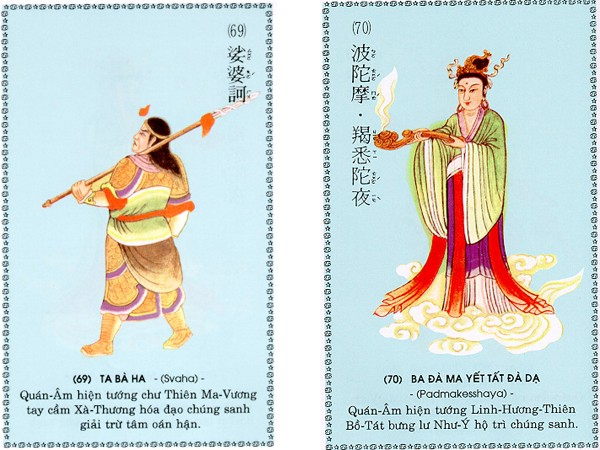 (69)
娑婆訶
(69) TA BÀ HA - (Svaha) -
Quán-Âm hiện tướng chư Thiên Ma-Vương
tay cầm Xà-Thương hóa đạo chúng sanh
giải trừ tâm oán hận.
(70)
波陀摩・羯悉陀夜
(70) BA ĐÀ MA YẾT TẤT ĐÀ DẠ
- (Padmakesshaya) -
Quán-Âm hiện tướng Linh-Hương-Thiên
Bồ-Tát bưng lư Như-Ý hộ trì chúng sanh.